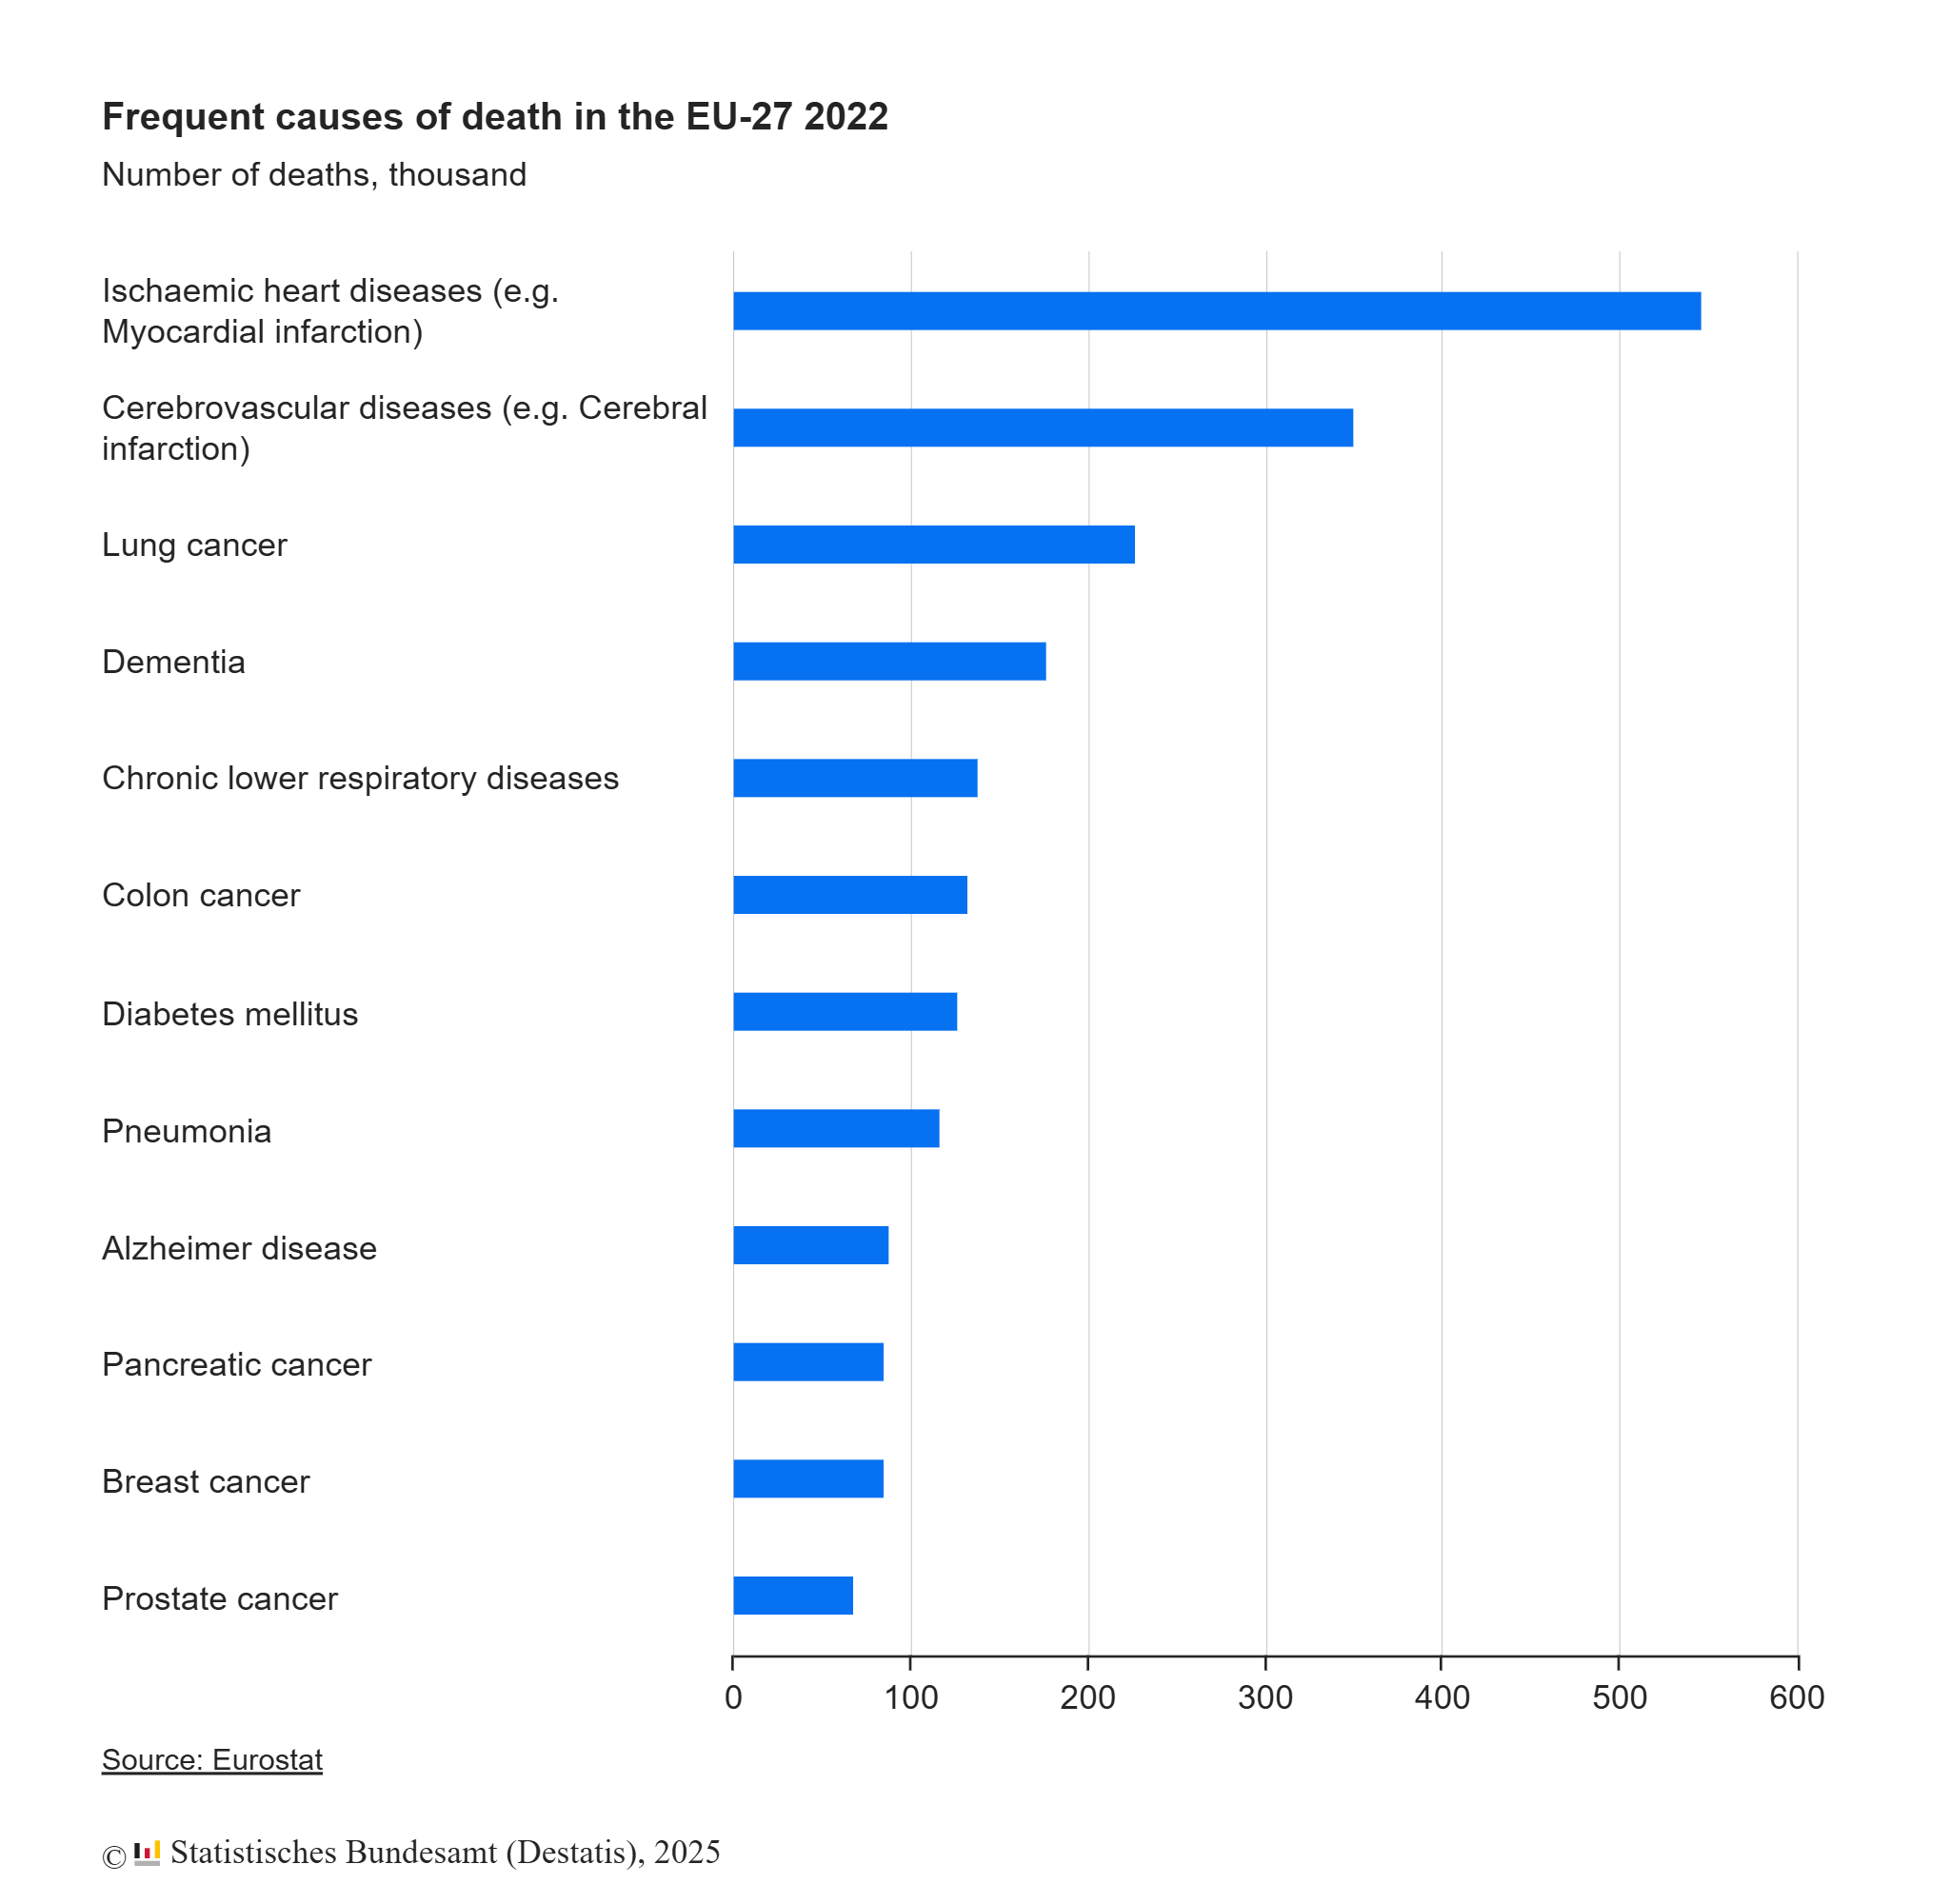 Frequent causes of death in the EU-27 2022
Number of deaths, thousand
Ischaemic heart diseases (e.g.
Myocardial infarction)
Cerebrovascular diseases (e.g. Cerebral
infarction)
Lung cancer
Dementia
Chronic lower respiratory diseases
Colon cancer
Diabetes mellitus
Pneumonia
Alzheimer disease
Pancreatic cancer
Breast cancer
Prostate cancer
0 100 200 300 400 500 600
Source: Eurostat
© Statistisches Bundesamt (Destatis), 2025